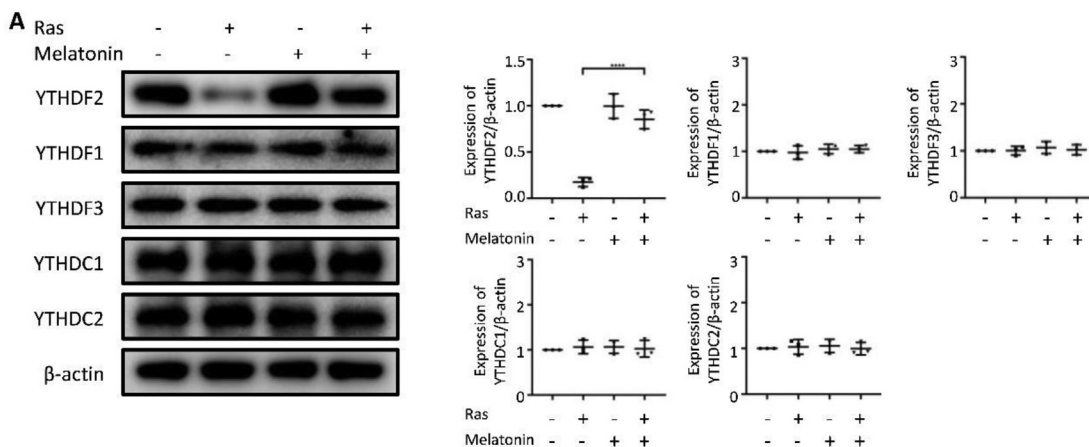 A
Ras - + - +
Melatonin - - + +
YTHDF2
YTHDF1
YTHDF3
YTHDC1
YTHDC2
β-actin
Expression of
YTHDF2/β-actin
1.5
1.0
0.5
0.0
****
Ras - + - +
Melatonin - - + +
Expression of
YTHDF1/β-actin
3
2
1
0
- + - +
- - + +
Expression of
YTHDF3/β-actin
3
2
1
0
- + - +
- - + +
Expression of
YTHDC1/β-actin
3
2
1
0
Ras - + - +
Melatonin - - + +
Expression of
YTHDC2/β-actin
3
2
1
0
- + - +
- - + +